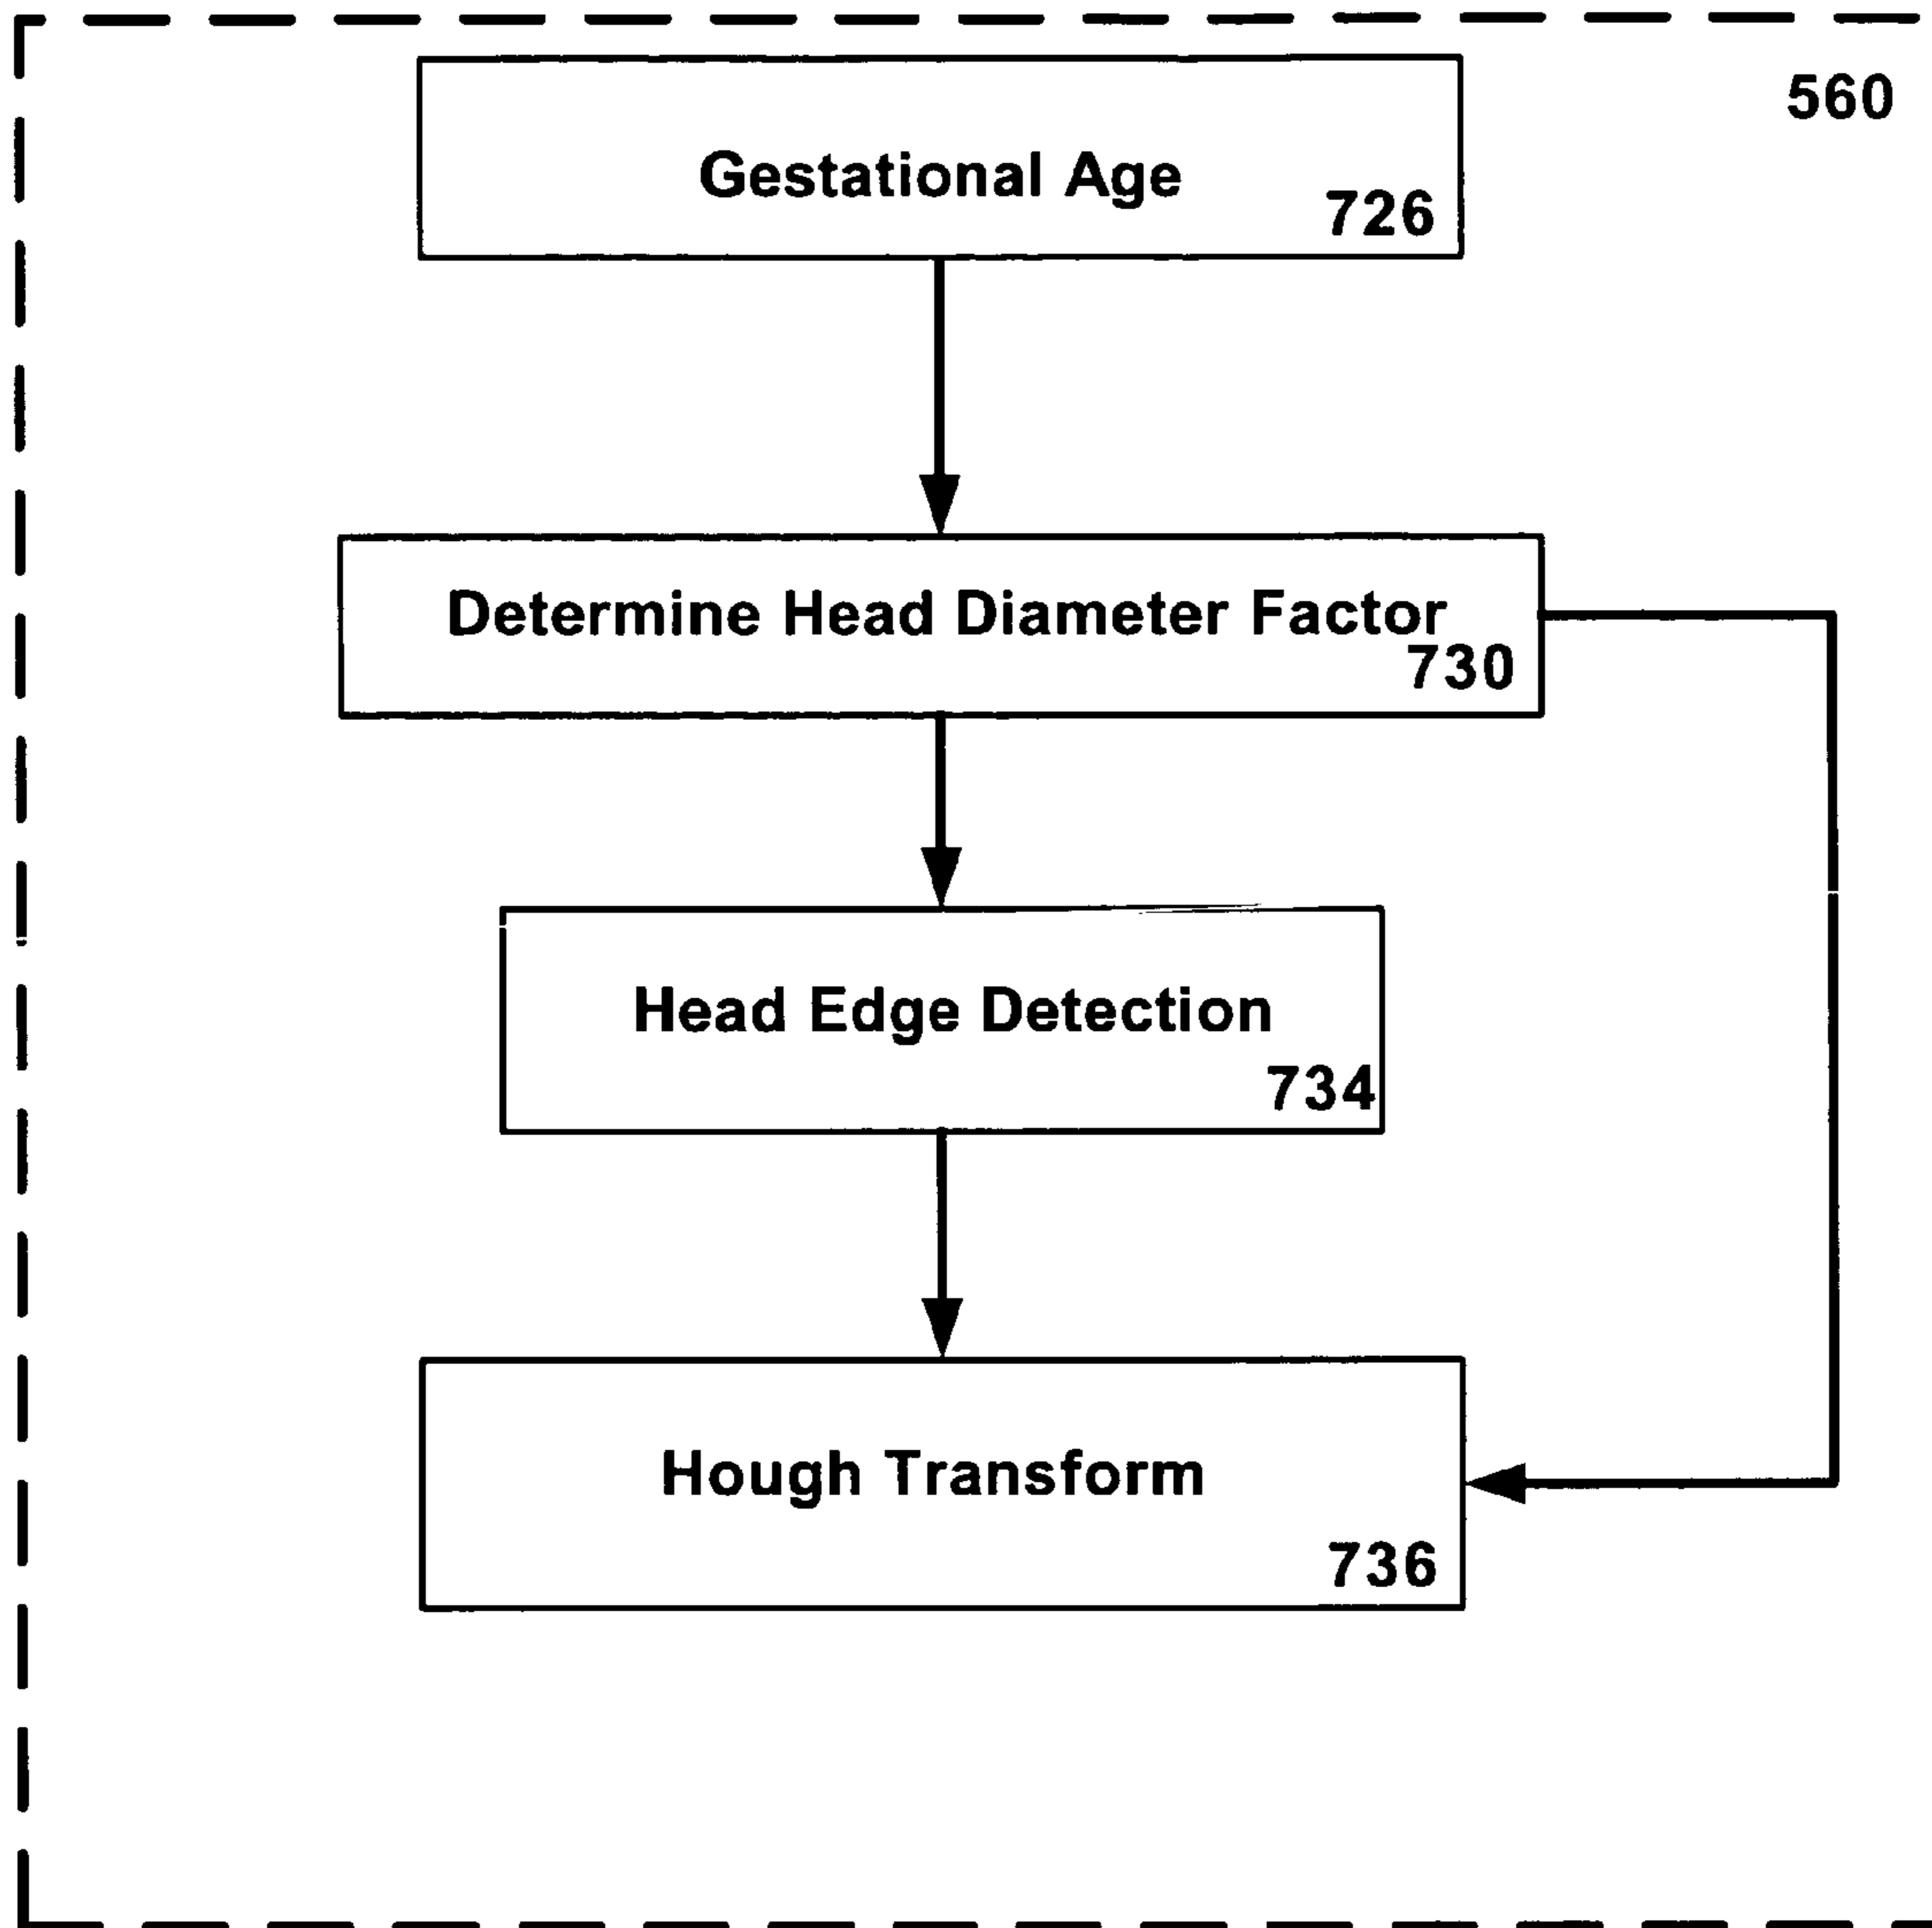 560
Gestational Age
726
Determine Head Diameter Factor
730
Head Edge Detection
734
Hough Transform
736